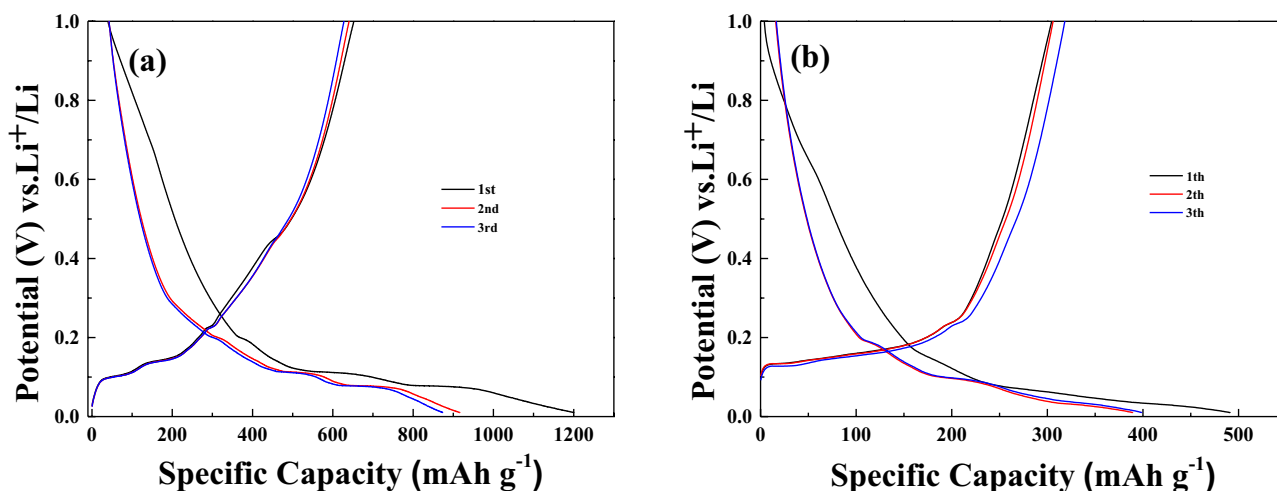 (a)
Potential (V) vs.Li⁺/Li
1.0
0.8
0.6
0.4
0.2
0.0
1st
2nd
3rd
0 200 400 600 800 1000 1200
Specific Capacity (mAh g⁻¹)
(b)
Potential (V) vs.Li⁺/Li
1.0
0.8
0.6
0.4
0.2
0.0
1th
2th
3th
0 100 200 300 400 500
Specific Capacity (mAh g⁻¹)